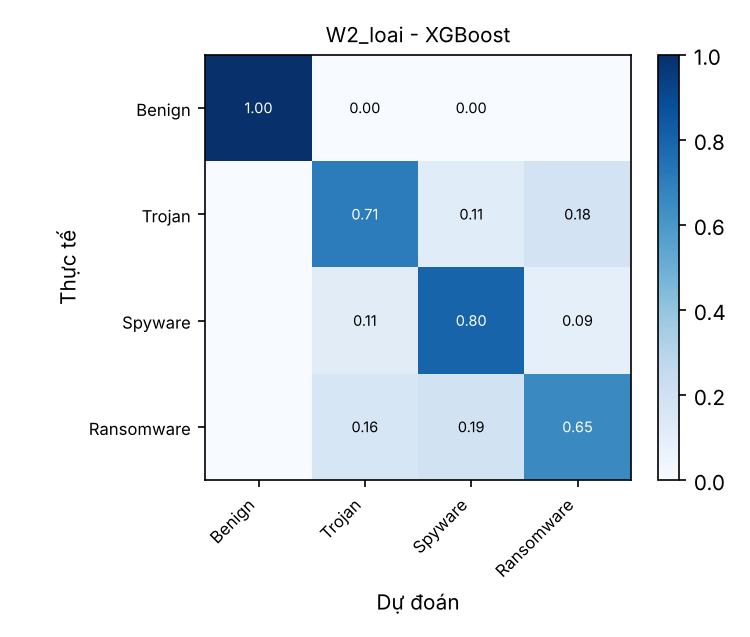 W2_loai - XGBoost
Benign 1.00 0.00 0.00
Trojan 0.71 0.11 0.18
Spyware 0.11 0.80 0.09
Ransomware 0.16 0.19 0.65
Thực tế
Benign Trojan Spyware Ransomware
Dự đoán
1.0
0.8
0.6
0.4
0.2
0.0